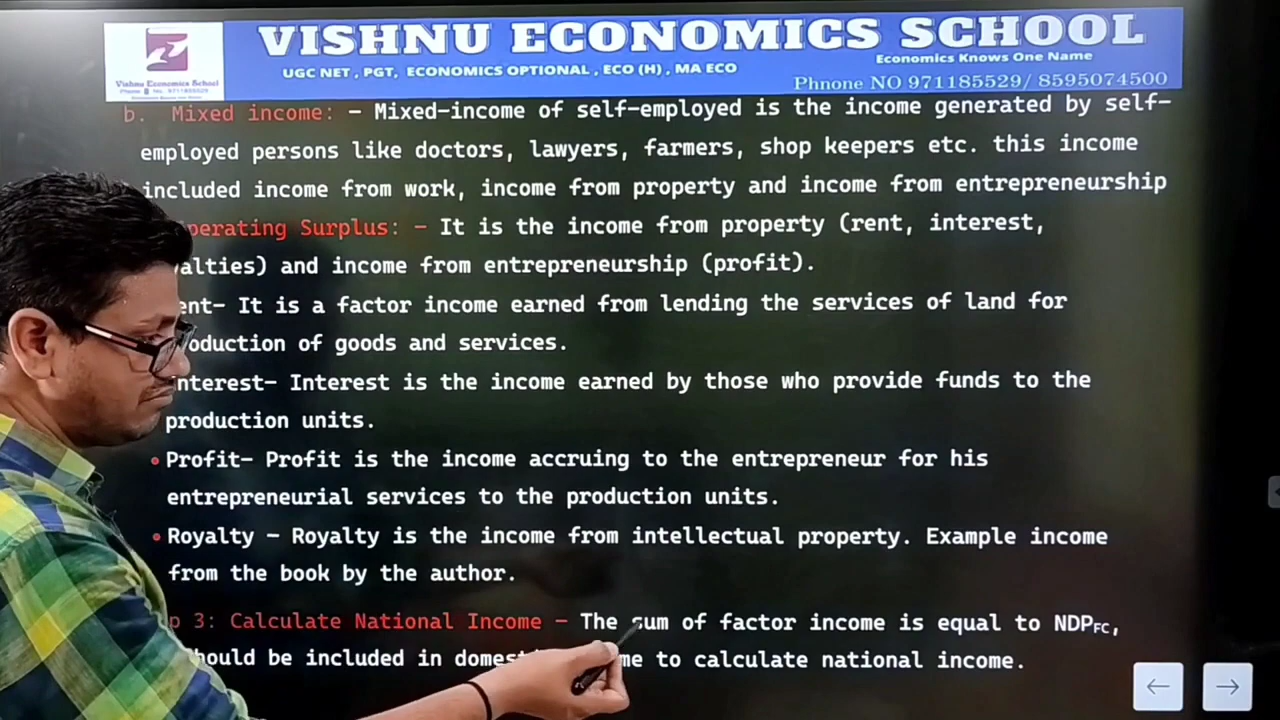 VISHNU ECONOMICS SCHOOL
Economics Knows One Name
UGC NET , PGT, ECONOMICS OPTIONAL , ECO (H) , MA ECO
Phnone NO 971185529/ 8595074500
Vishnu Economics School
b. Mixed income: – Mixed-income of self-employed is the income generated by self-
employed persons like doctors, lawyers, farmers, shop keepers etc. this income
included income from work, income from property and income from entrepreneurship
perating Surplus: – It is the income from property (rent, interest,
alties) and income from entrepreneurship (profit).
ent– It is a factor income earned from lending the services of land for
oduction of goods and services.
nterest– Interest is the income earned by those who provide funds to the
production units.
• Profit– Profit is the income accruing to the entrepreneur for his
entrepreneurial services to the production units.
• Royalty – Royalty is the income from intellectual property. Example income
from the book by the author.
p 3: Calculate National Income – The sum of factor income is equal to NDPFC,
hould be included in domest me to calculate national income.